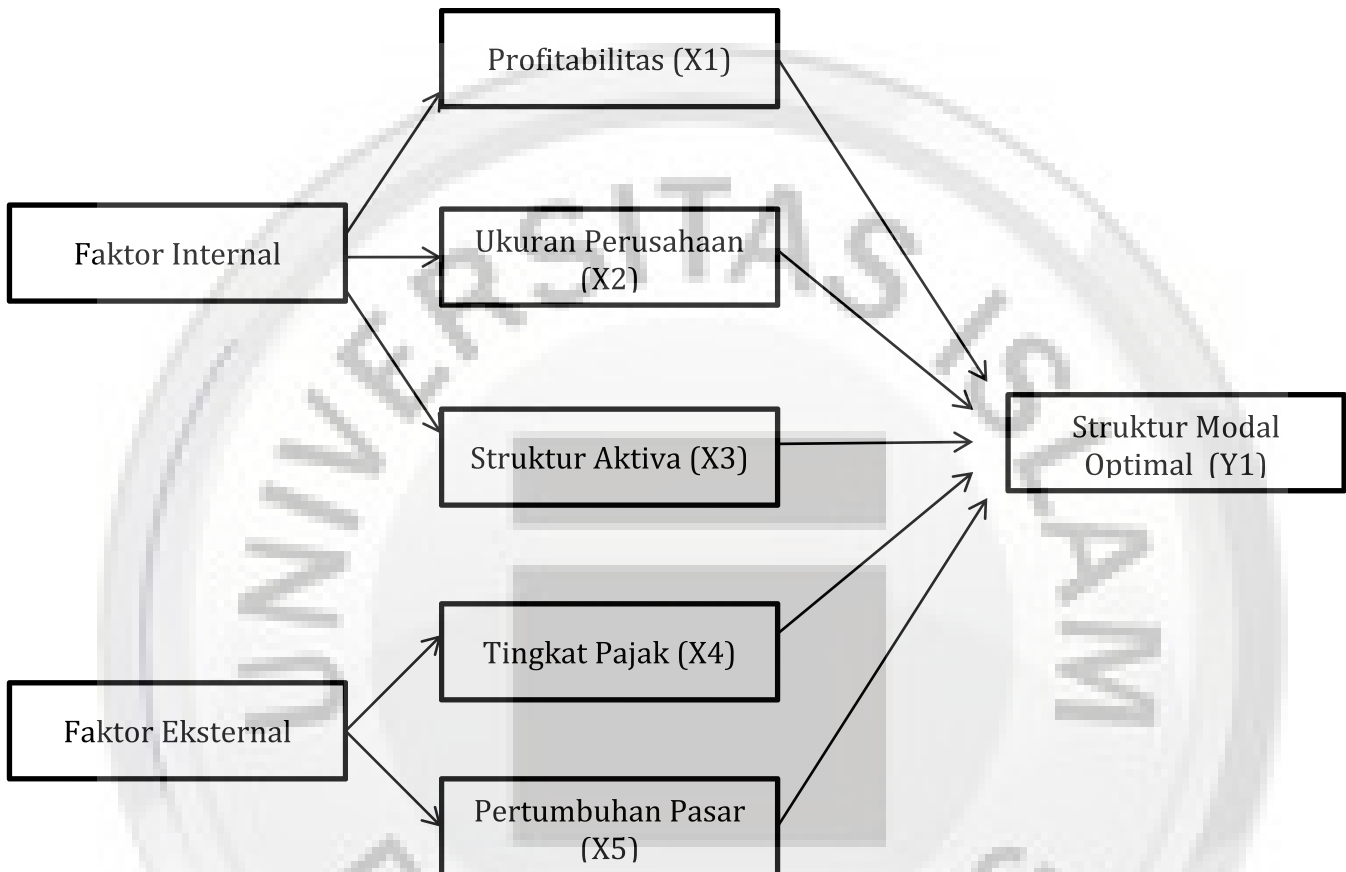 Profitabilitas (X1)
Faktor Internal
Ukuran Perusahaan
(X2)
Struktur Aktiva (X3)
Struktur Modal
Optimal (Y1)
Tingkat Pajak (X4)
Faktor Eksternal
Pertumbuhan Pasar
(X5)
UNIVERSITAS ISLAM